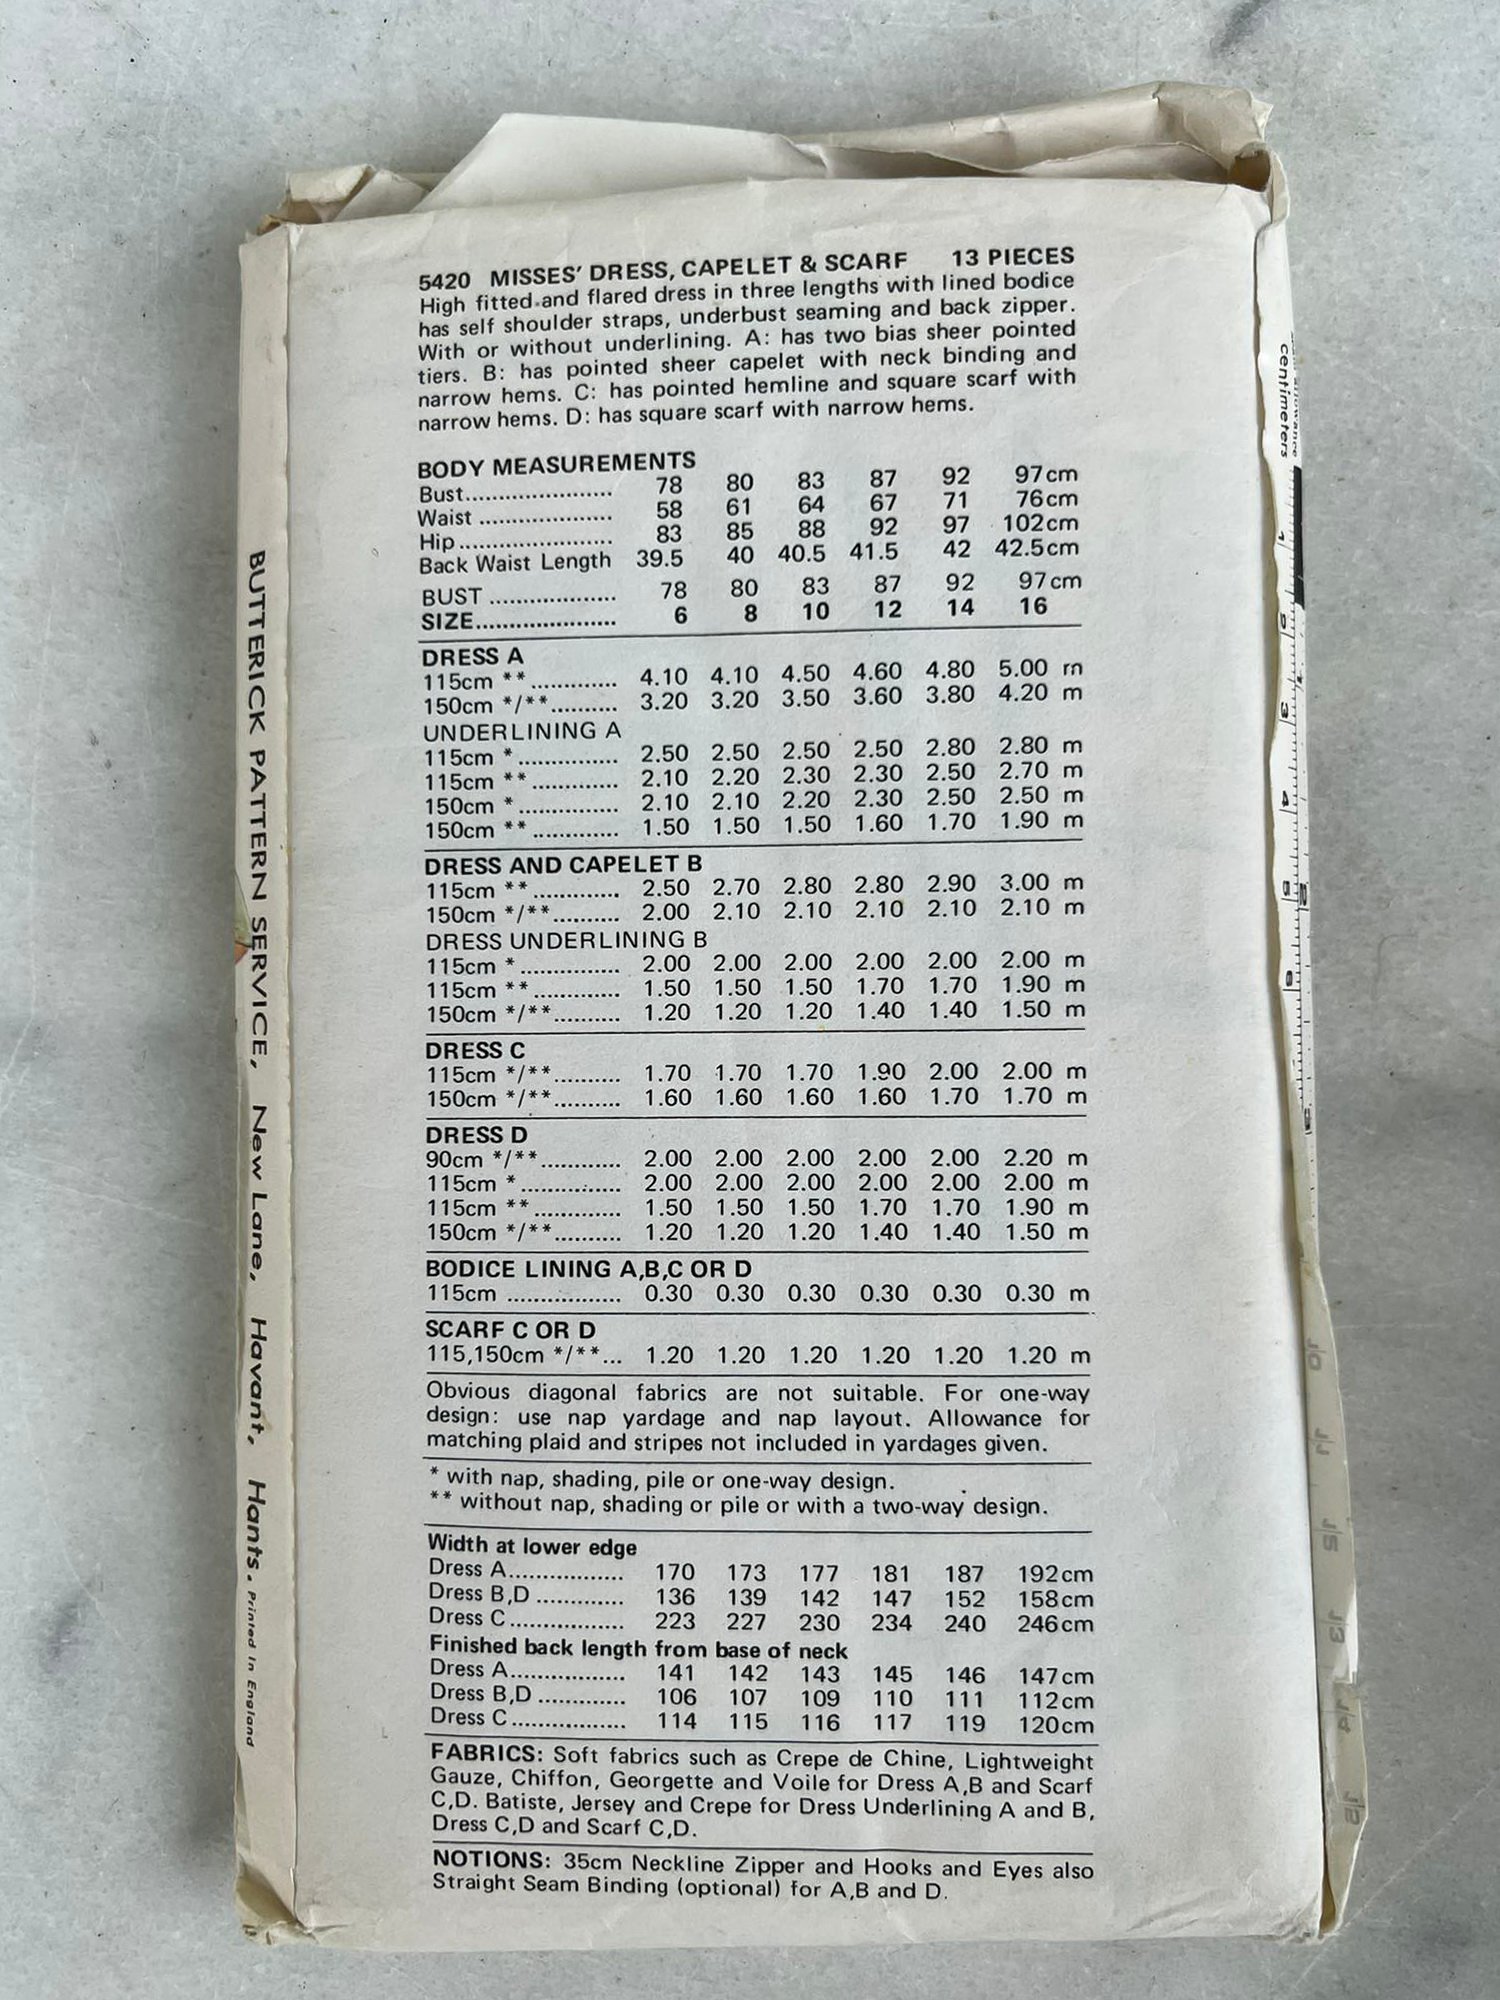 5420 MISSES' DRESS, CAPELET & SCARF 13 PIECES
High fitted and flared dress in three lengths with lined bodice
has self shoulder straps, underbust seaming and back zipper.
With or without underlining. A: has two bias sheer pointed
tiers. B: has pointed sheer capelet with neck binding and
narrow hems. C: has pointed hemline and square scarf with
narrow hems. D: has square scarf with narrow hems.
BODY MEASUREMENTS
Bust...................... 78 80 83 87 92 97cm
Waist .................... 58 61 64 67 71 76cm
Hip ....................... 83 85 88 92 97 102cm
Back Waist Length 39.5 40 40.5 41.5 42 42.5cm
BUST ................... 78 80 83 87 92 97cm
SIZE..................... 6 8 10 12 14 16
DRESS A
115cm ** ............. 4.10 4.10 4.50 4.60 4.80 5.00 m
150cm */** .......... 3.20 3.20 3.50 3.60 3.80 4.20 m
UNDERLINING A
115cm * ............... 2.50 2.50 2.50 2.50 2.80 2.80 m
115cm ** ............. 2.10 2.20 2.30 2.30 2.50 2.70 m
150cm * ............... 2.10 2.10 2.20 2.30 2.50 2.50 m
150cm ** ............. 1.50 1.50 1.50 1.60 1.70 1.90 m
DRESS AND CAPELET B
115cm ** ............. 2.50 2.70 2.80 2.80 2.90 3.00 m
150cm */** .......... 2.00 2.10 2.10 2.10 2.10 2.10 m
DRESS UNDERLINING B
115cm * ............... 2.00 2.00 2.00 2.00 2.00 2.00 m
115cm ** ............. 1.50 1.50 1.50 1.70 1.70 1.90 m
150cm */** .......... 1.20 1.20 1.20 1.40 1.40 1.50 m
DRESS C
115cm */** .......... 1.70 1.70 1.70 1.90 2.00 2.00 m
150cm */** .......... 1.60 1.60 1.60 1.60 1.70 1.70 m
DRESS D
90cm */** ............ 2.00 2.00 2.00 2.00 2.00 2.20 m
115cm * ............... 2.00 2.00 2.00 2.00 2.00 2.00 m
115cm ** ............. 1.50 1.50 1.50 1.70 1.70 1.90 m
150cm */** .......... 1.20 1.20 1.20 1.40 1.40 1.50 m
BODICE LINING A,B,C OR D
115cm ................. 0.30 0.30 0.30 0.30 0.30 0.30 m
SCARF C OR D
115,150cm */** ... 1.20 1.20 1.20 1.20 1.20 1.20 m
Obvious diagonal fabrics are not suitable. For one-way
design: use nap yardage and nap layout. Allowance for
matching plaid and stripes not included in yardages given.
* with nap, shading, pile or one-way design.
** without nap, shading or pile or with a two-way design.
Width at lower edge
Dress A................. 170 173 177 181 187 192cm
Dress B,D ............. 136 139 142 147 152 158cm
Dress C................. 223 227 230 234 240 246cm
Finished back length from base of neck
Dress A................. 141 142 143 145 146 147cm
Dress B,D ............. 106 107 109 110 111 112cm
Dress C................. 114 115 116 117 119 120cm
FABRICS: Soft fabrics such as Crepe de Chine, Lightweight
Gauze, Chiffon, Georgette and Voile for Dress A,B and Scarf
C,D. Batiste, Jersey and Crepe for Dress Underlining A and B,
Dress C,D and Scarf C,D.
NOTIONS: 35cm Neckline Zipper and Hooks and Eyes also
Straight Seam Binding (optional) for A,B and D.
BUTTERICK PATTERN SERVICE, New Lane, Havant, Hants. Printed In England
centimeters
1 2 3 4 5 6
2 3
10 11 12 13 14 15